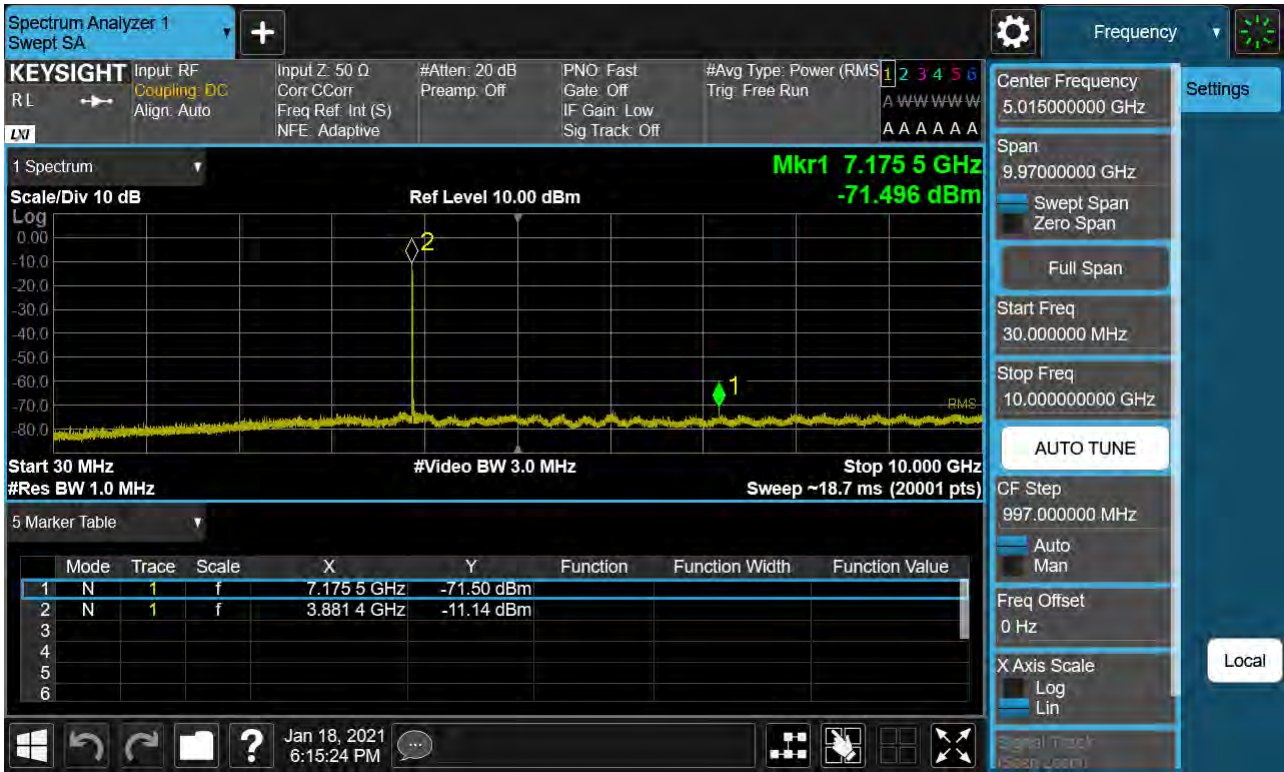 Spectrum Analyzer 1
Swept SA
+
Frequency
KEYSIGHT
RL
LXI
Input: RF
Coupling: DC
Align: Auto
Input Z: 50 Ω
Corr CCorr
Freq Ref: Int (S)
NFE: Adaptive
#Atten: 20 dB
Preamp: Off
PNO: Fast
Gate: Off
IF Gain: Low
Sig Track: Off
#Avg Type: Power (RMS
Trig: Free Run
1 2 3 4 5 6
A W W W W W
A A A A A A
1 Spectrum
Scale/Div 10 dB
Ref Level 10.00 dBm
Mkr1 7.175 5 GHz
-71.496 dBm
Log
0.00
-10.0
-20.0
-30.0
-40.0
-50.0
-60.0
-70.0
-80.0
2
1
RMS
Start 30 MHz
#Video BW 3.0 MHz
Stop 10.000 GHz
#Res BW 1.0 MHz
Sweep ~18.7 ms (20001 pts)
5 Marker Table
Mode Trace Scale X Y Function Function Width Function Value
1 N 1 f 7.175 5 GHz -71.50 dBm
2 N 1 f 3.881 4 GHz -11.14 dBm
3
4
5
6
Jan 18, 2021
6:15:24 PM
?
Center Frequency
5.015000000 GHz
Span
9.97000000 GHz
Swept Span
Zero Span
Full Span
Start Freq
30.000000 MHz
Stop Freq
10.000000000 GHz
AUTO TUNE
CF Step
997.000000 MHz
Auto
Man
Freq Offset
0 Hz
X Axis Scale
Log
Lin
Signal Track
(Span Zoom)
Settings
Local